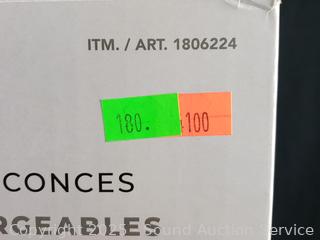 ITM. / ART. 1806224
180. 100
CONCES
RGEABLES
Copyright 2025 Sound Auction Service